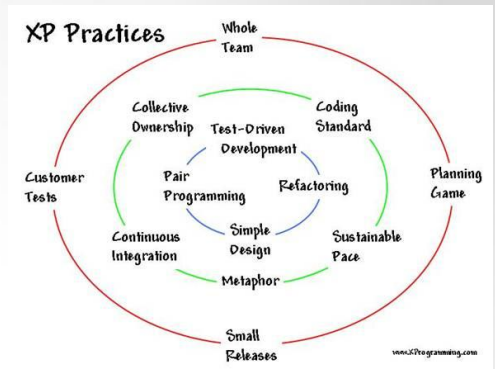 XP Practices
Whole
Team
Collective
Ownership
Coding
Standard
Test-Driven
Development
Customer
Tests
Pair
Programming
Refactoring
Planning
Game
Continuous
Integration
Simple
Design
Sustainable
Pace
Metaphor
Small
Releases
www.XProgramming.com